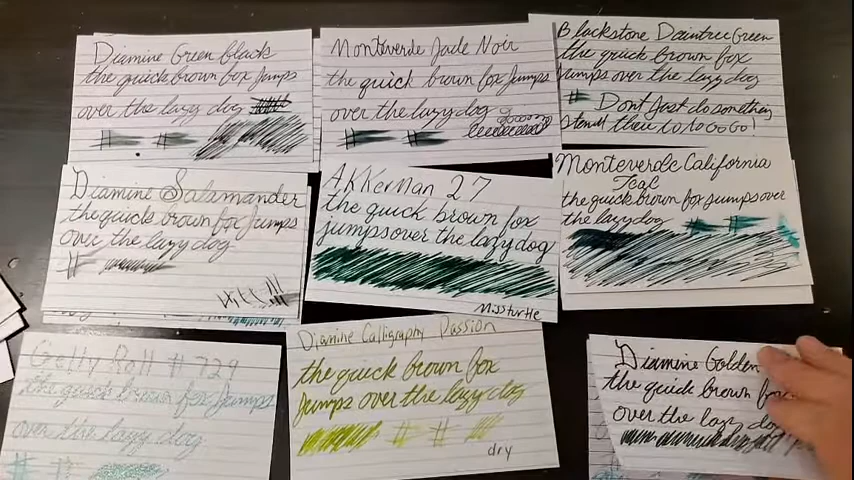 Diamine Green black
the quick brown fox jumps
over the lazy dog
Monteverde Jade Noir
the quick brown fox jumps
over the lazy dog
Blackstone Daintree Green
the quick brown fox
jumps over the lazy dog
Dont just do something
Diamine Salamander
the quick brown fox Jumps
over the lazy dog
AKKerman 27
the quick brown fox
jumps over the lazy dog
Miss turtle
Monteverde California
Teal
the quick brown fox jumps over
the lazy dog
Gelly Roll # 729
the quick brown fox Jumps
over the lazy dog
Diamine Calligraphy Passion
the quick brown fox
Jumps over the lazy dog
dry
Diamine Golden
the quick brown
over the lazy dog